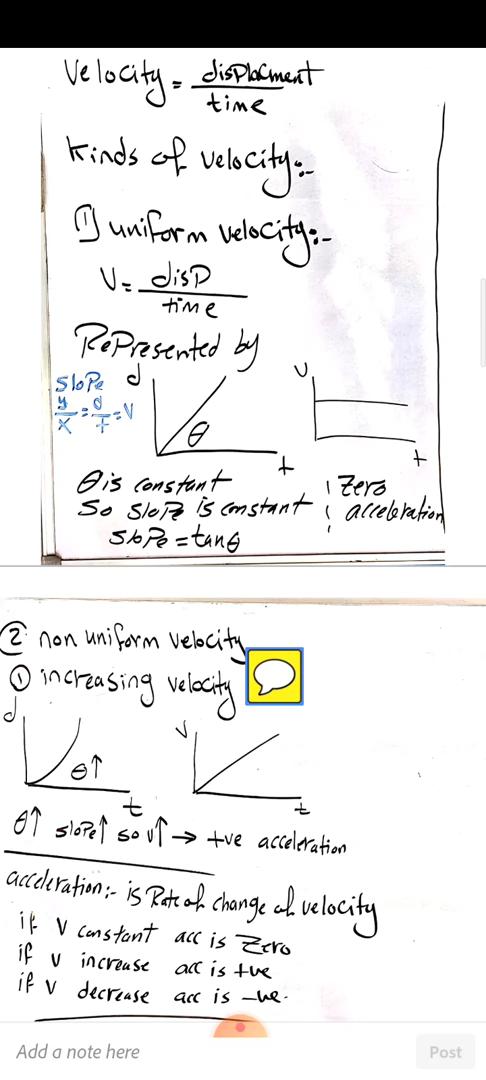 Velocity = displacment
time
Kinds of velocity:-
① uniform velocity:-
V = disp
time
Represented by
slope
y/x = d/t = V
d
θ
t
V
t
θ is constant
So slope is constant
slope = tanθ
Zero
acceleration
② non uniform velocity
① increasing velocity
d
θ↑
t
V
t
θ↑ slope↑ so v↑ → +ve acceleration
acceleration:- is Rate of change of velocity
if V constant acc is Zero
if v increase acc is +ve
if v decrease acc is -ve.
Add a note here
Post